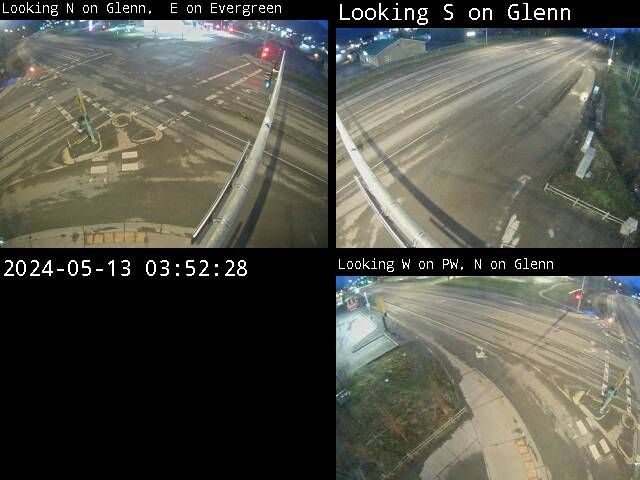 Looking N on Glenn,  E on Evergreen
Looking S on Glenn
2024-05-13 03:52:28
Looking W on PW, N on Glenn